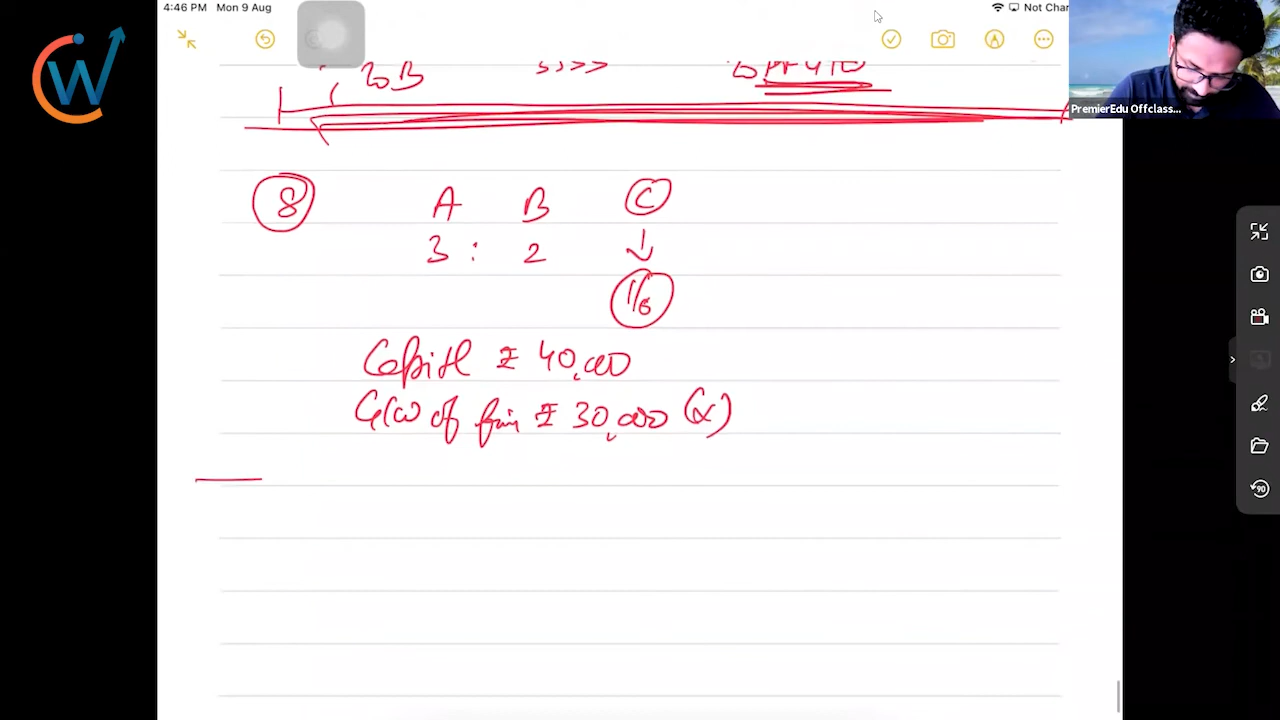 4:46 PM Mon 9 Aug
Not Char
W
PremierEdu Offclass...
8 A B C
3 : 2
1/6
Capital ₹ 40,000
G/W of firm ₹ 30,000 (x)
90